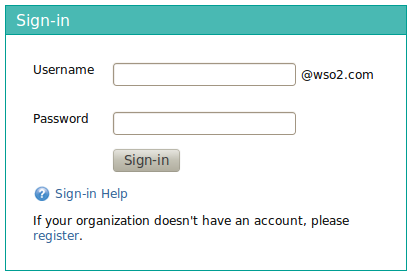 Sign-in
Username @wso2.com
Password
Sign-in
? Sign-in Help
If your organization doesn't have an account, please
register.